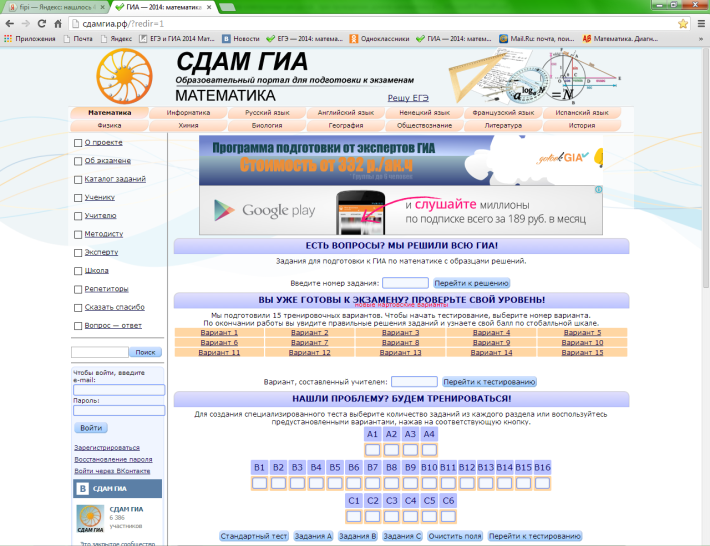 Ёрі — Яндекс: нашлось
ГИА — 2014: математика
сдамгиа.рф/?redir=1
Приложения Почта Яндекс ЕГЭ и ГИА 2014 Мат... Новости ЕГЭ — 2014: матема... Одноклассники ГИА — 2014: матем... Mail.Ru: почта, пои... Математика. Диагн...
СДАМ ГИА
Образовательный портал для подготовки к экзаменам
МАТЕМАТИКА Решу ЕГЭ
Математика Информатика Русский язык Английский язык Немецкий язык Французский язык Испанский язык
Физика Химия Биология География Обществознание Литература История
О проекте
Об экзамене
Каталог заданий
Ученику
Учителю
Методисту
Эксперту
Школа
Репетиторы
Сказать спасибо
Вопрос — ответ
Поиск
Чтобы войти, введите
e-mail:
Пароль:
Войти
Зарегистрироваться
Восстановление пароля
Войти через ВКонтакте
СДАМ ГИА
СДАМ ГИА
6 386
участников
СДАМ ГИА
Это закрытое сообщество
Программа подготовки от экспертов ГИА
Стоимость от 392 р./ак.ч
Группы до 6 человек
GIA
Google play
и слушайте миллионы
по подписке всего за 189 руб. в месяц
ЕСТЬ ВОПРОСЫ? МЫ РЕШИЛИ ВСЮ ГИА!
Задания для подготовки к ГИА по математике с образцами решений.
Введите номер задания: Перейти к решению
ВЫ УЖЕ ГОТОВЫ К ЭКЗАМЕНУ? ПРОВЕРЬТЕ СВОЙ УРОВЕНЬ!
новые мартовские варианты
Мы подготовили 15 тренировочных вариантов. Чтобы начать тестирование, выберите номер варианта.
По окончании работы вы увидите правильные решения заданий и узнаете свой балл по стобалльной шкале.
Вариант 1 Вариант 2 Вариант 3 Вариант 4 Вариант 5
Вариант 6 Вариант 7 Вариант 8 Вариант 9 Вариант 10
Вариант 11 Вариант 12 Вариант 13 Вариант 14 Вариант 15
Вариант, составленный учителем: Перейти к тестированию
НАШЛИ ПРОБЛЕМУ? БУДЕМ ТРЕНИРОВАТЬСЯ!
Для создания специализированного теста выберите количество заданий из каждого раздела или воспользуйтесь
предустановленными вариантами, нажав на соответствующую кнопку.
A1 A2 A3 A4
B1 B2 B3 B4 B5 B6 B7 B8 B9 B10 B11 B12 B13 B14 B15 B16
C1 C2 C3 C4 C5 C6
Стандартный тест Задания A Задания B Задания C Очистить поля Перейти к тестированию